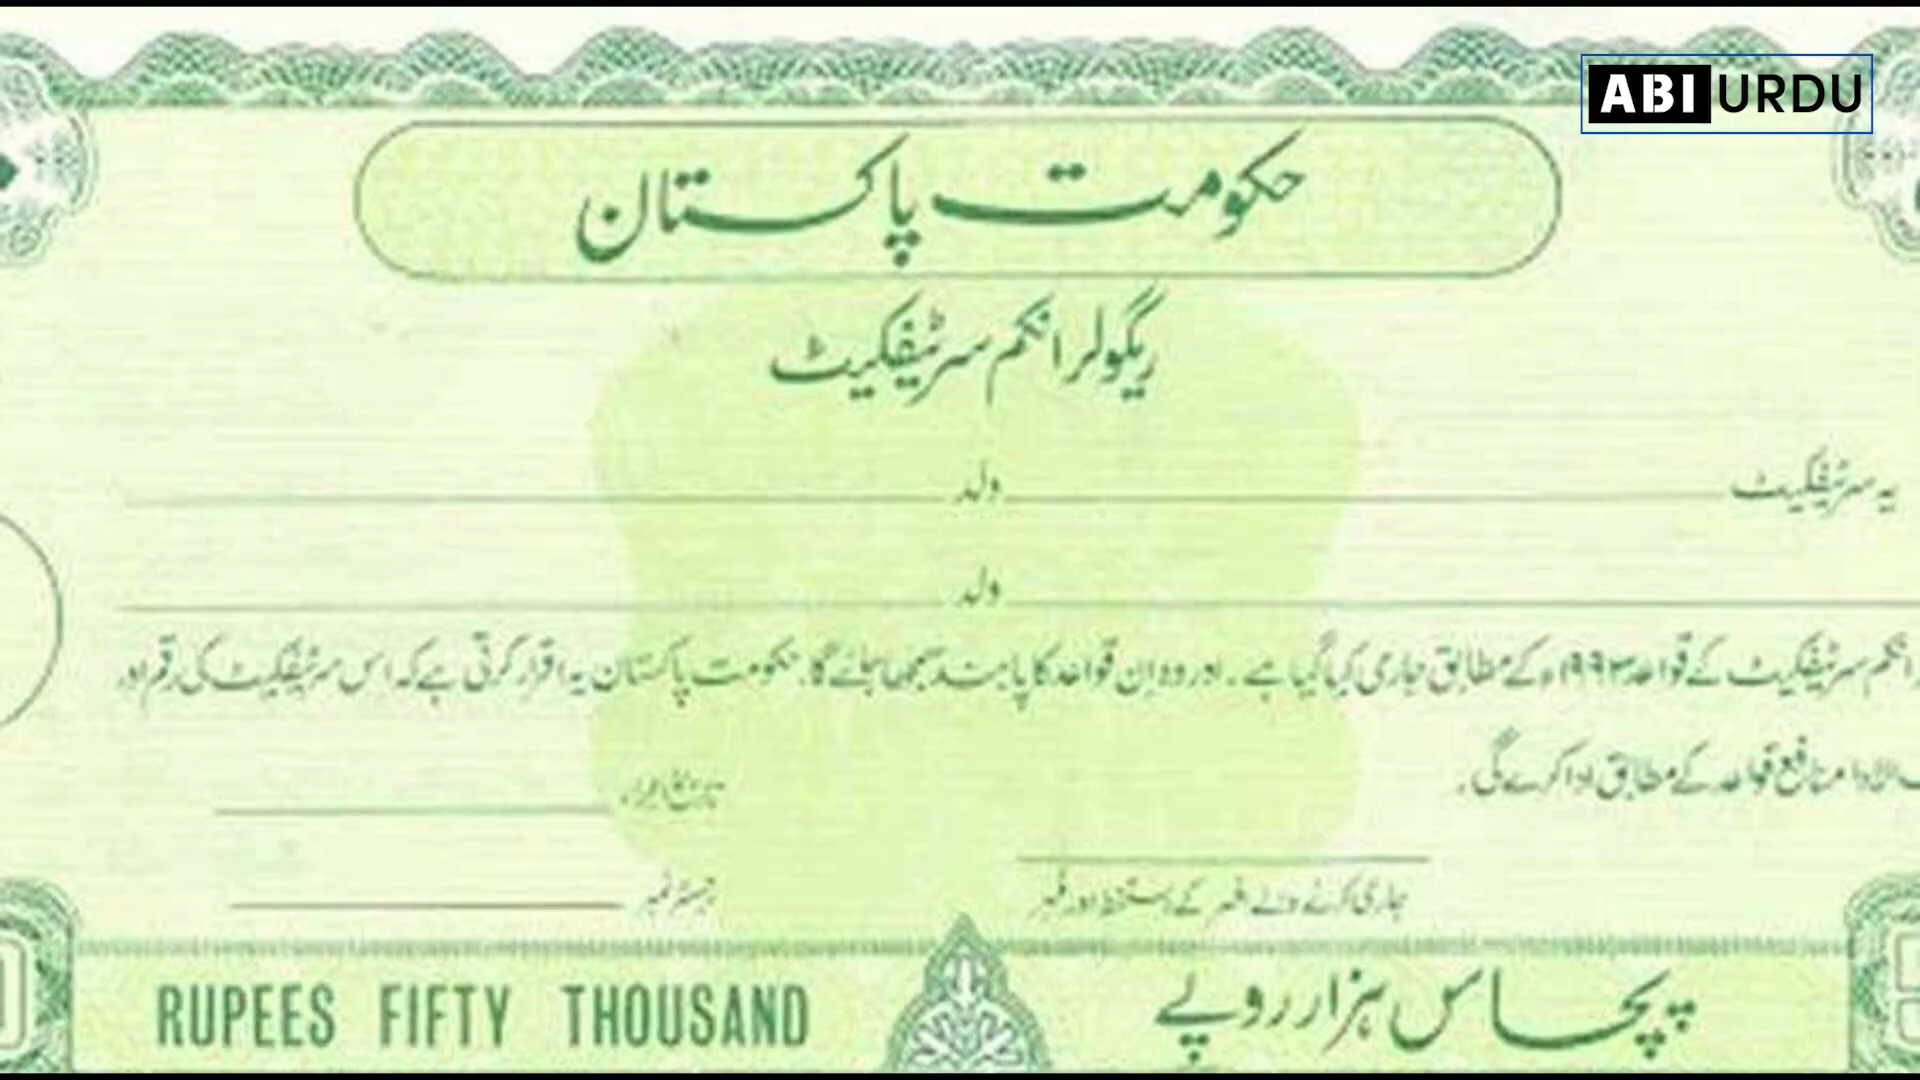 ABI URDU
حکومت پاکستان
ریگولر انکم سرٹیفکیٹ
یہ سرٹیفکیٹ ولد
ولد
انکم سرٹیفکیٹ کے قواعد ۱۹۹۳ء کے مطابق جاری کیا گیا ہے۔ اور وہ ان قواعد کا پابند سمجھا جائے گا۔ حکومت پاکستان یہ اقرار کرتی ہے کہ اس سرٹیفکیٹ کی رقم اور
منافع قواعد کے مطابق ادا کرے گی۔
تاریخ اجراء
جاری کرنے والے افسر کے دستخط اور مہر
رجسٹر نمبر
RUPEES FIFTY THOUSAND
پچاس ہزار روپے